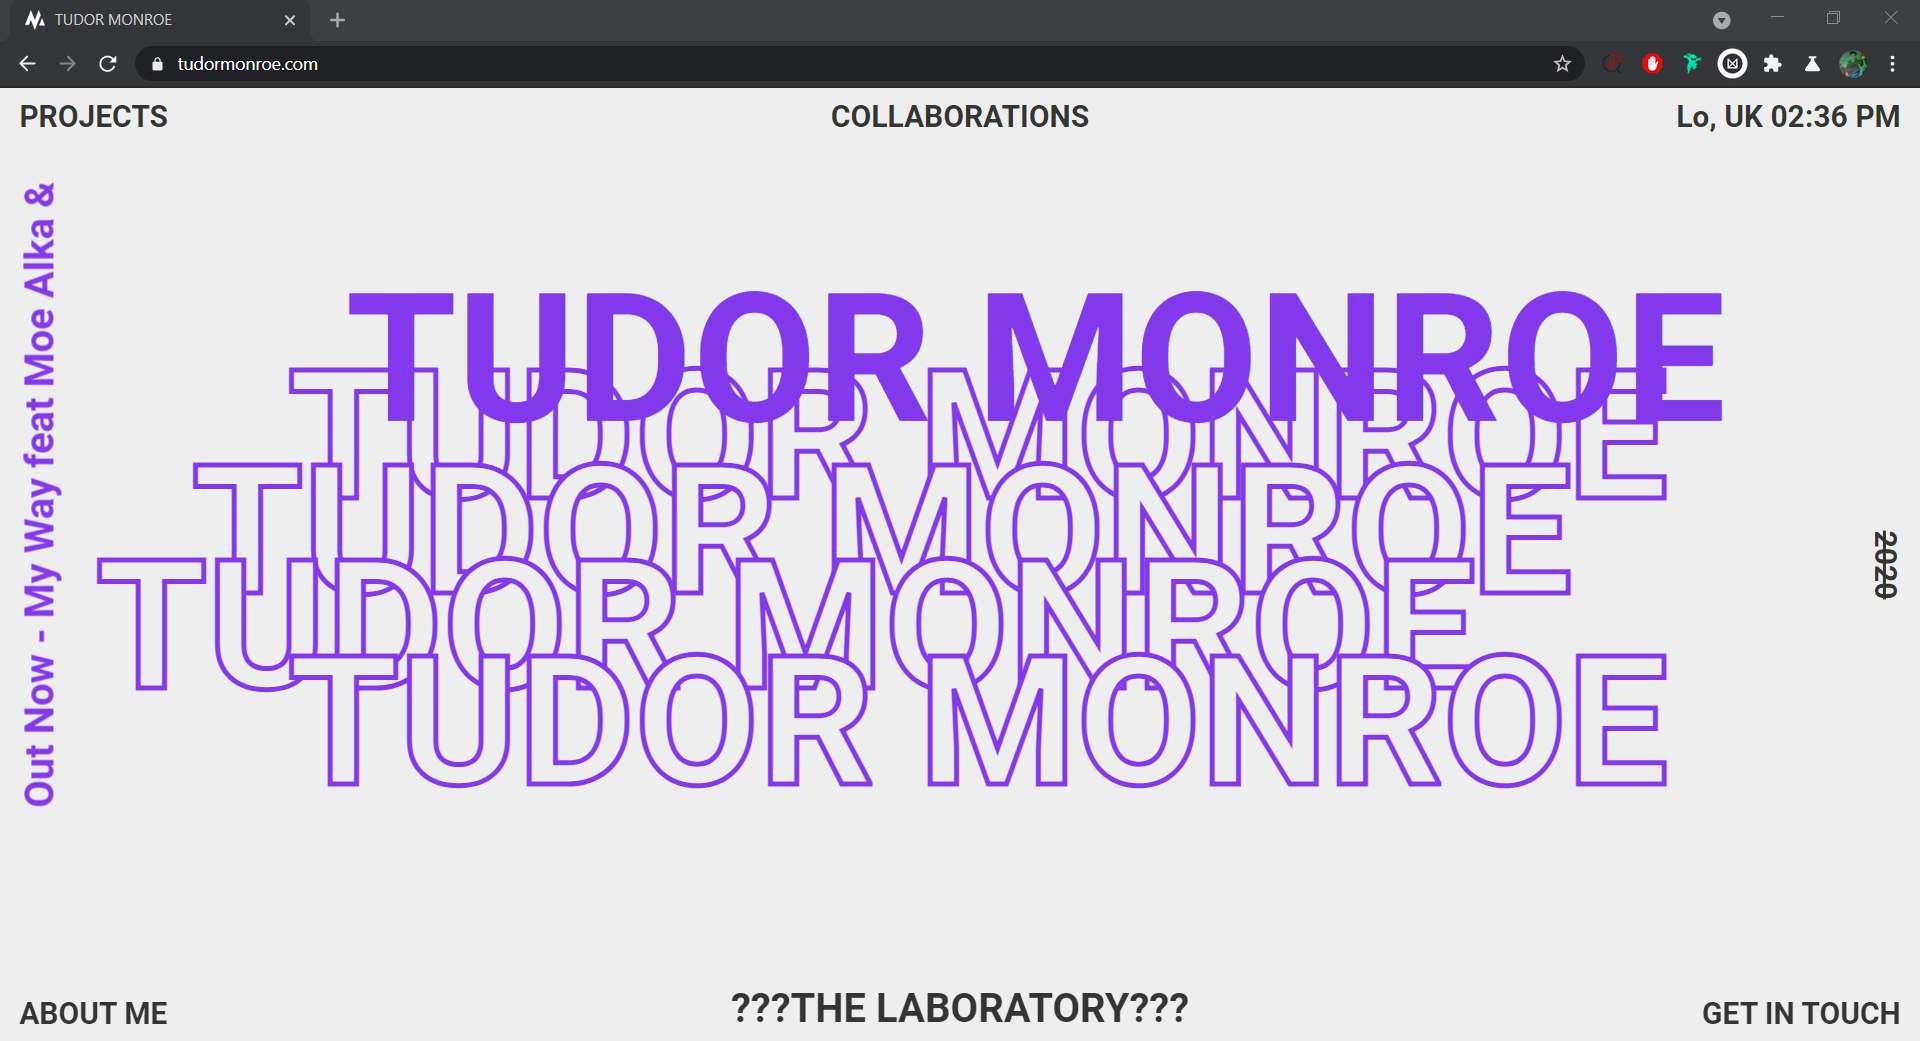 TUDOR MONROE
tudormonroe.com
PROJECTS
COLLABORATIONS
Lo, UK 02:36 PM
Out Now - My Way feat Moe Alka &
TUDOR MONROE
TUDOR MONROE
TUDOR MONROE
TUDOR MONROE
TUDOR MONROE
2020
ABOUT ME
???THE LABORATORY???
GET IN TOUCH